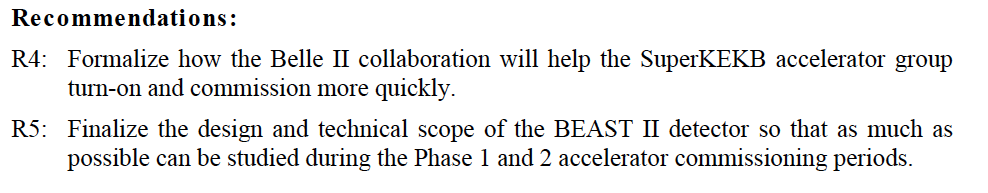 Recommendations:
R4: Formalize how the Belle II collaboration will help the SuperKEKB accelerator group
turn-on and commission more quickly.
R5: Finalize the design and technical scope of the BEAST II detector so that as much as
possible can be studied during the Phase 1 and 2 accelerator commissioning periods.